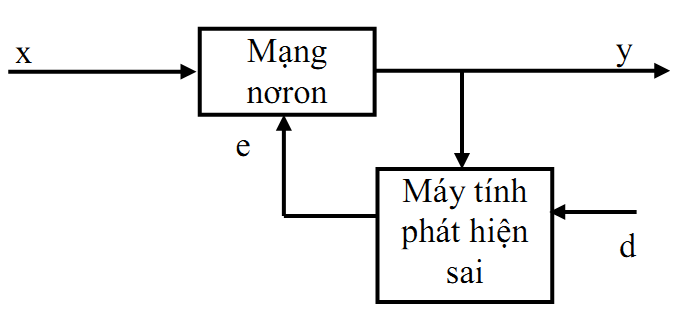 x
Mạng
nơron
y
e
Máy tính
phát hiện
sai
d